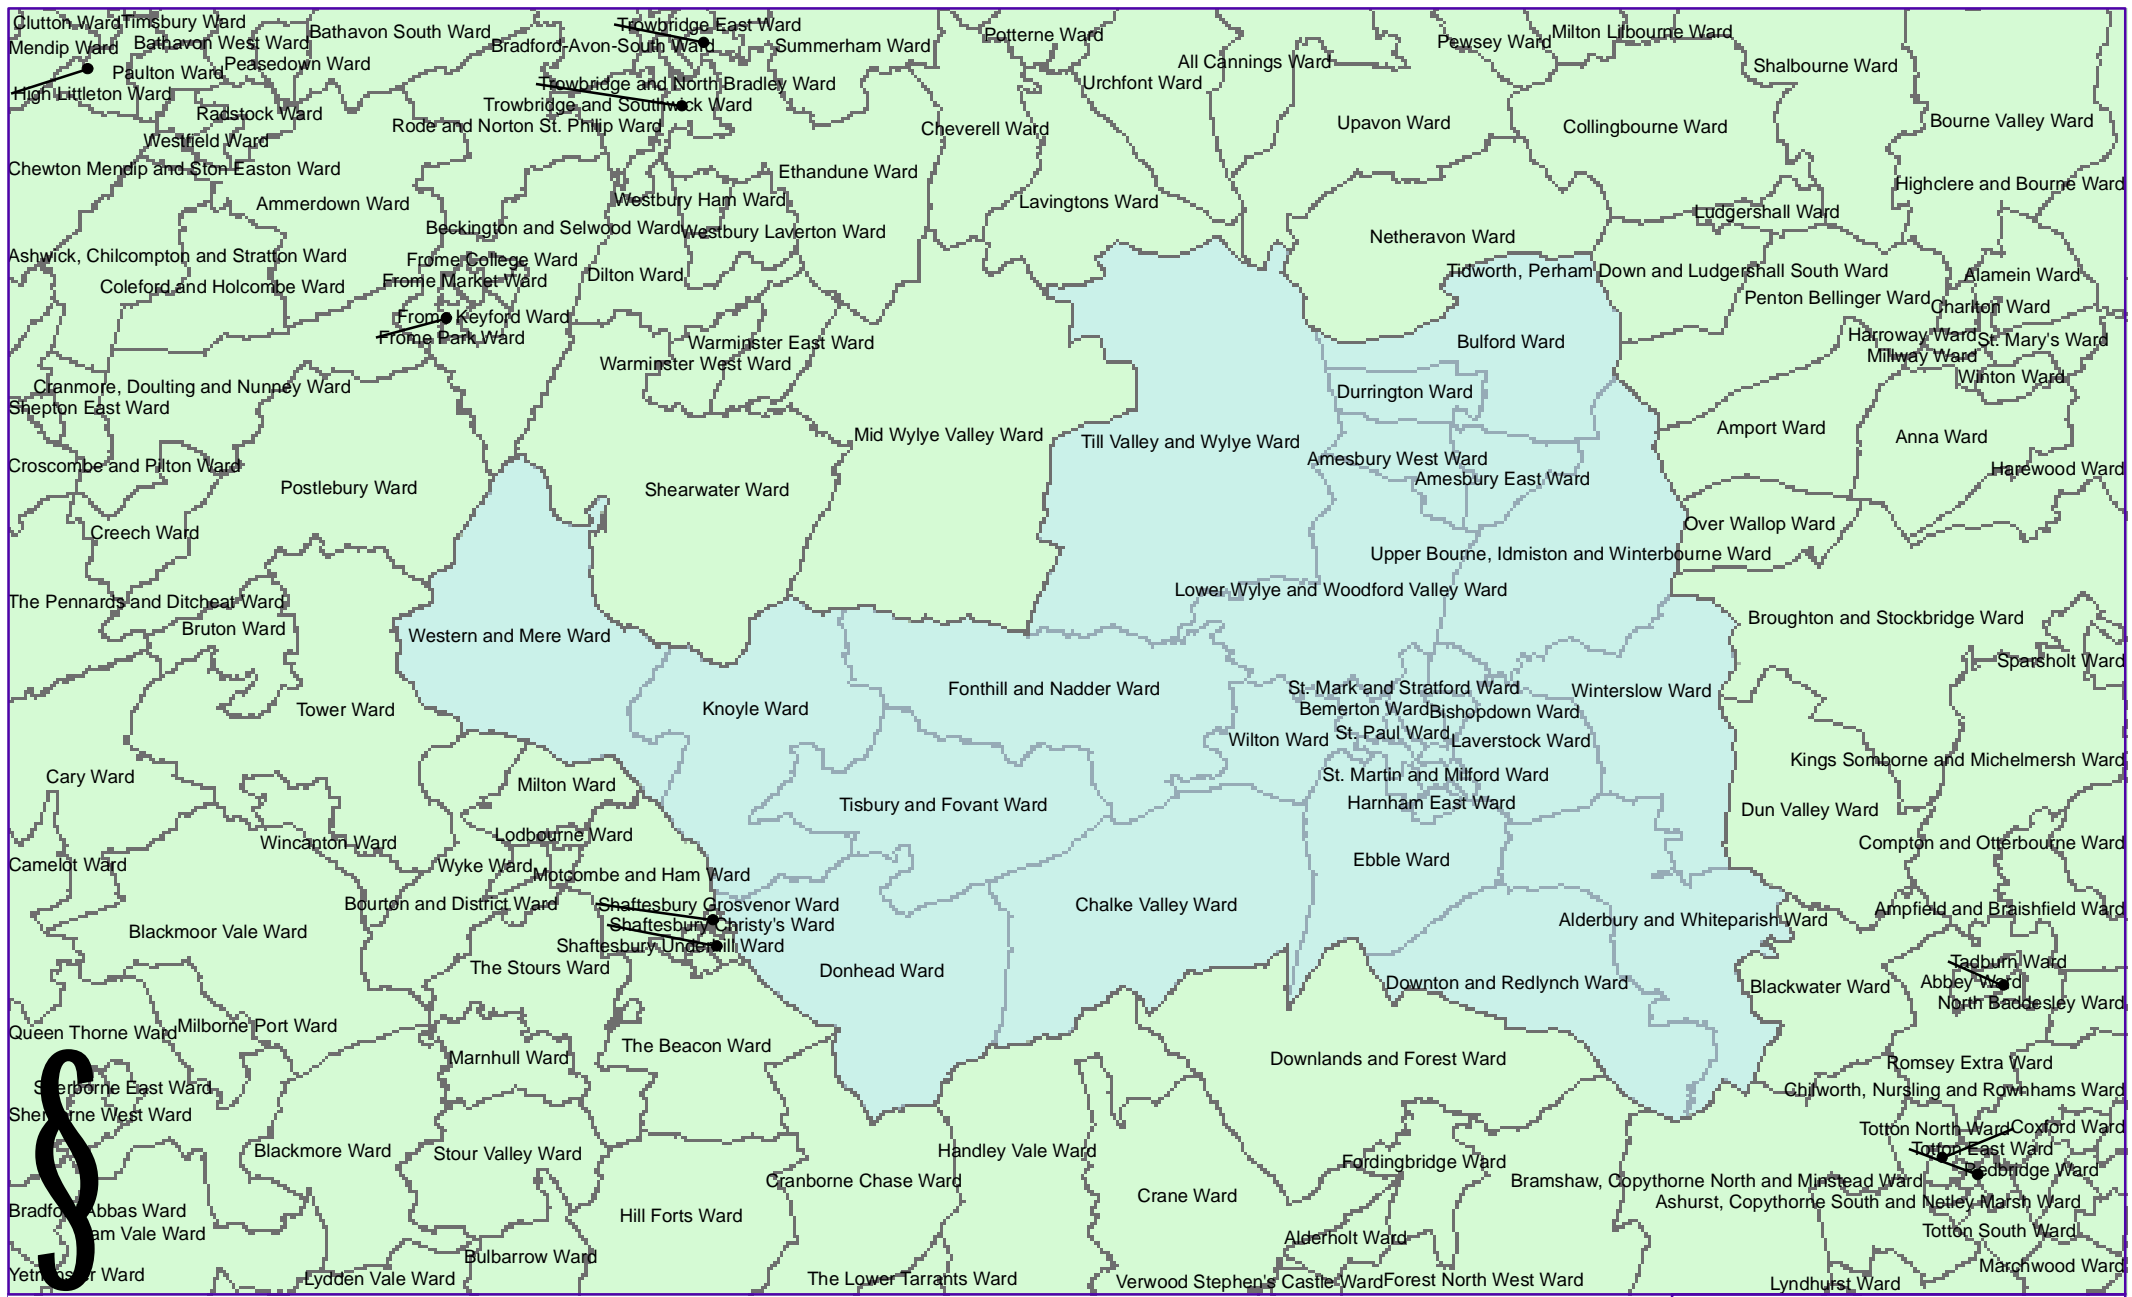 Clutton Ward
Timsbury Ward
Bathavon South Ward
Trowbridge East Ward
Potterne Ward
Milton Lilbourne Ward
Mendip Ward
Bathavon West Ward
Bradford-Avon-South Ward
Summerham Ward
Pewsey Ward
Peasedown Ward
All Cannings Ward
Shalbourne Ward
Paulton Ward
Trowbridge and North Bradley Ward
Urchfont Ward
High Littleton Ward
Trowbridge and Southwick Ward
Radstock Ward
Rode and Norton St. Philip Ward
Cheverell Ward
Upavon Ward
Collingbourne Ward
Bourne Valley Ward
Westfield Ward
Chewton Mendip and Ston Easton Ward
Ethandune Ward
Highclere and Bourne Ward
Ammerdown Ward
Westbury Ham Ward
Lavingtons Ward
Ludgershall Ward
Beckington and Selwood Ward
Westbury Laverton Ward
Netheravon Ward
Ashwick, Chilcompton and Stratton Ward
Frome College Ward
Dilton Ward
Tidworth, Perham Down and Ludgershall South Ward
Alamein Ward
Coleford and Holcombe Ward
Frome Market Ward
Penton Bellinger Ward
Charlton Ward
Frome Keyford Ward
Frome Park Ward
Warminster East Ward
Bulford Ward
Harroway Ward
St. Mary's Ward
Warminster West Ward
Millway Ward
Cranmore, Doulting and Nunney Ward
Durrington Ward
Winton Ward
Shepton East Ward
Mid Wylye Valley Ward
Till Valley and Wylye Ward
Amport Ward
Anna Ward
Croscombe and Pilton Ward
Amesbury West Ward
Harewood Ward
Postlebury Ward
Shearwater Ward
Amesbury East Ward
Creech Ward
Over Wallop Ward
Upper Bourne, Idmiston and Winterbourne Ward
The Pennards and Ditcheat Ward
Lower Wylye and Woodford Valley Ward
Bruton Ward
Western and Mere Ward
Broughton and Stockbridge Ward
Sparsholt Ward
Tower Ward
Knoyle Ward
Fonthill and Nadder Ward
St. Mark and Stratford Ward
Winterslow Ward
Bemerton Ward
Bishopdown Ward
St. Paul Ward
Wilton Ward
Laverstock Ward
Cary Ward
Milton Ward
St. Martin and Milford Ward
Kings Somborne and Michelmersh Ward
Tisbury and Fovant Ward
Harnham East Ward
Dun Valley Ward
Wincanton Ward
Lodbourne Ward
Compton and Otterbourne Ward
Camelot Ward
Wyke Ward
Motcombe and Ham Ward
Ebble Ward
Bourton and District Ward
Shaftesbury Grosvenor Ward
Chalke Valley Ward
Ampfield and Braishfield Ward
Blackmoor Vale Ward
Shaftesbury Christy's Ward
Alderbury and Whiteparish Ward
Shaftesbury Underhill Ward
The Stours Ward
Donhead Ward
Downton and Redlynch Ward
Blackwater Ward
Tadburn Ward
Abbey Ward
North Baddesley Ward
Queen Thorne Ward
Milborne Port Ward
Marnhull Ward
The Beacon Ward
Downlands and Forest Ward
Romsey Extra Ward
Sherborne East Ward
Chilworth, Nursling and Rownhams Ward
Sherborne West Ward
Totton North Ward
Coxford Ward
Blackmore Ward
Stour Valley Ward
Handley Vale Ward
Totton East Ward
Fordingbridge Ward
Redbridge Ward
Cranborne Chase Ward
Crane Ward
Bramshaw, Copythorne North and Minstead Ward
Bradford Abbas Ward
Hill Forts Ward
Ashurst, Copythorne South and Netley Marsh Ward
am Vale Ward
Alderholt Ward
Totton South Ward
Bulbarrow Ward
Marchwood Ward
Yetminster Ward
Lydden Vale Ward
The Lower Tarrants Ward
Verwood Stephen's Castle Ward
Forest North West Ward
Lyndhurst Ward
§